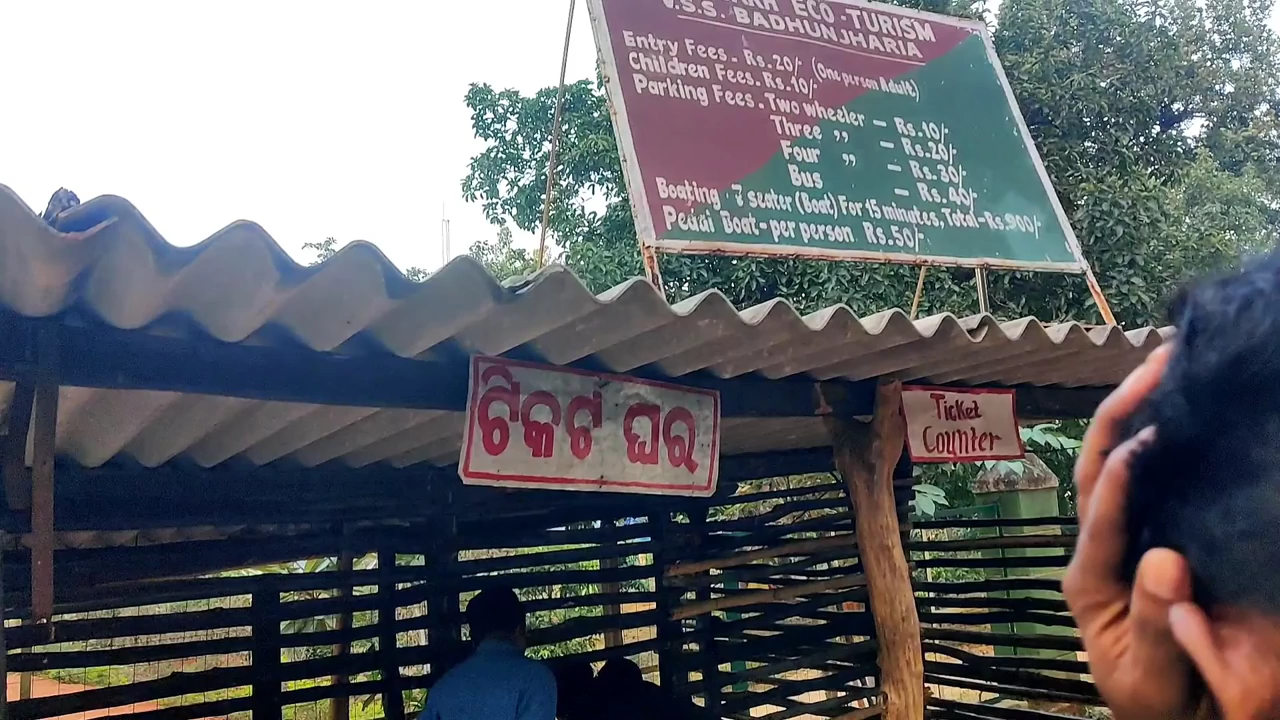 ECO-TURISM
V.S.S. BADHUNJHARIA
Entry Fees - Rs.20/- (One person Adult)
Children Fees. Rs.10/-
Parking Fees - Two wheeler - Rs.10/-
Three ,, - Rs.20/-
Four ,, - Rs.30/-
Bus - Rs.40/-
Boating - 7 seater (Boat) For 15 minutes, Total-Rs.300/-
Pedal Boat-per person Rs.50/-
ଟିକଟ ଘର
Ticket
Counter